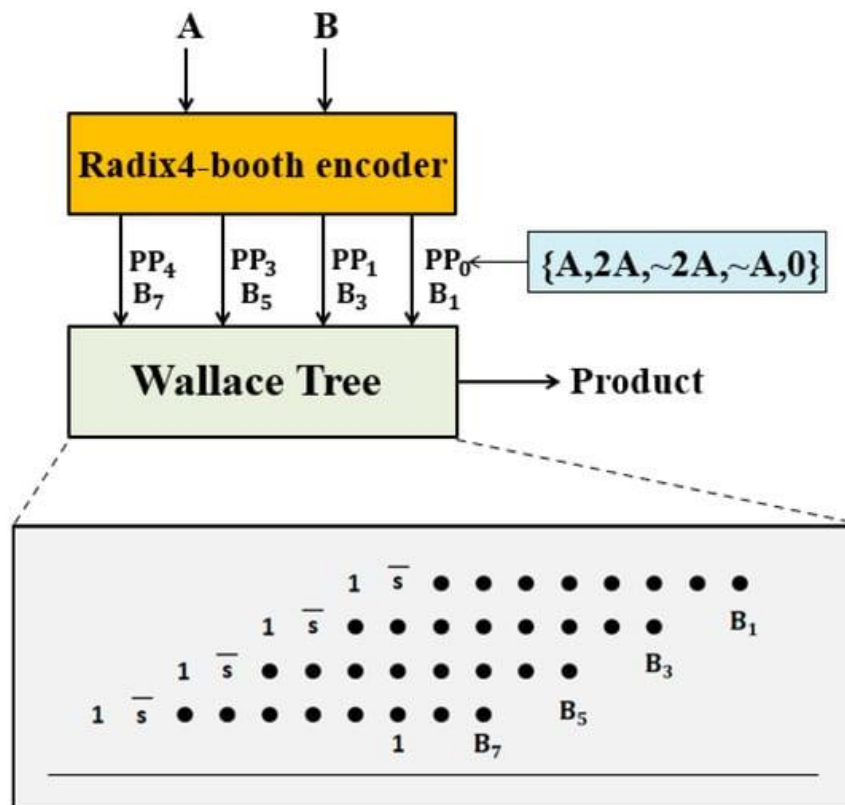 A B
Radix4-booth encoder
PP₄ PP₃ PP₁ PP₀ {A,2A,~2A,~A,0}
B₇ B₅ B₃ B₁
Wallace Tree Product
1 s̅
B₁
1 s̅
B₃
1 s̅
B₅
1 s̅
1 B₇